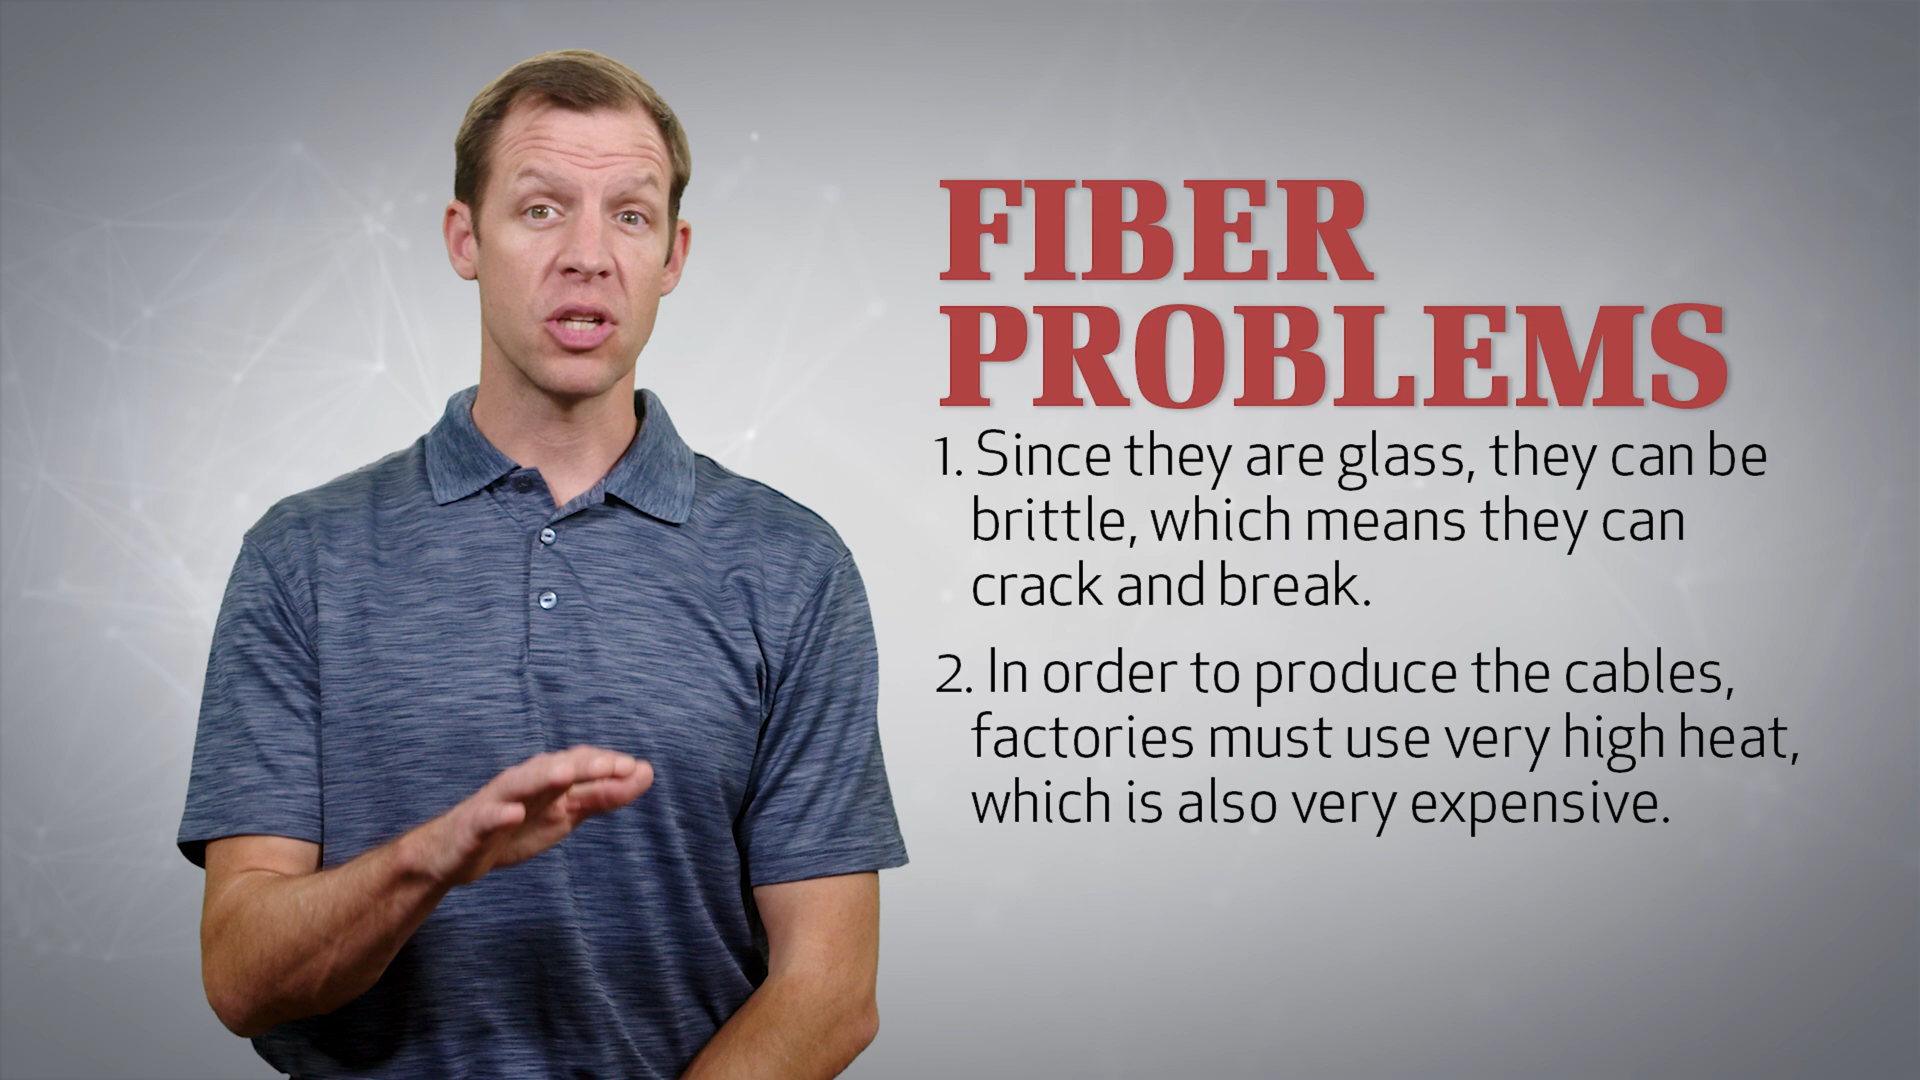 FIBER
PROBLEMS
1. Since they are glass, they can be
brittle, which means they can
crack and break.
2. In order to produce the cables,
factories must use very high heat,
which is also very expensive.